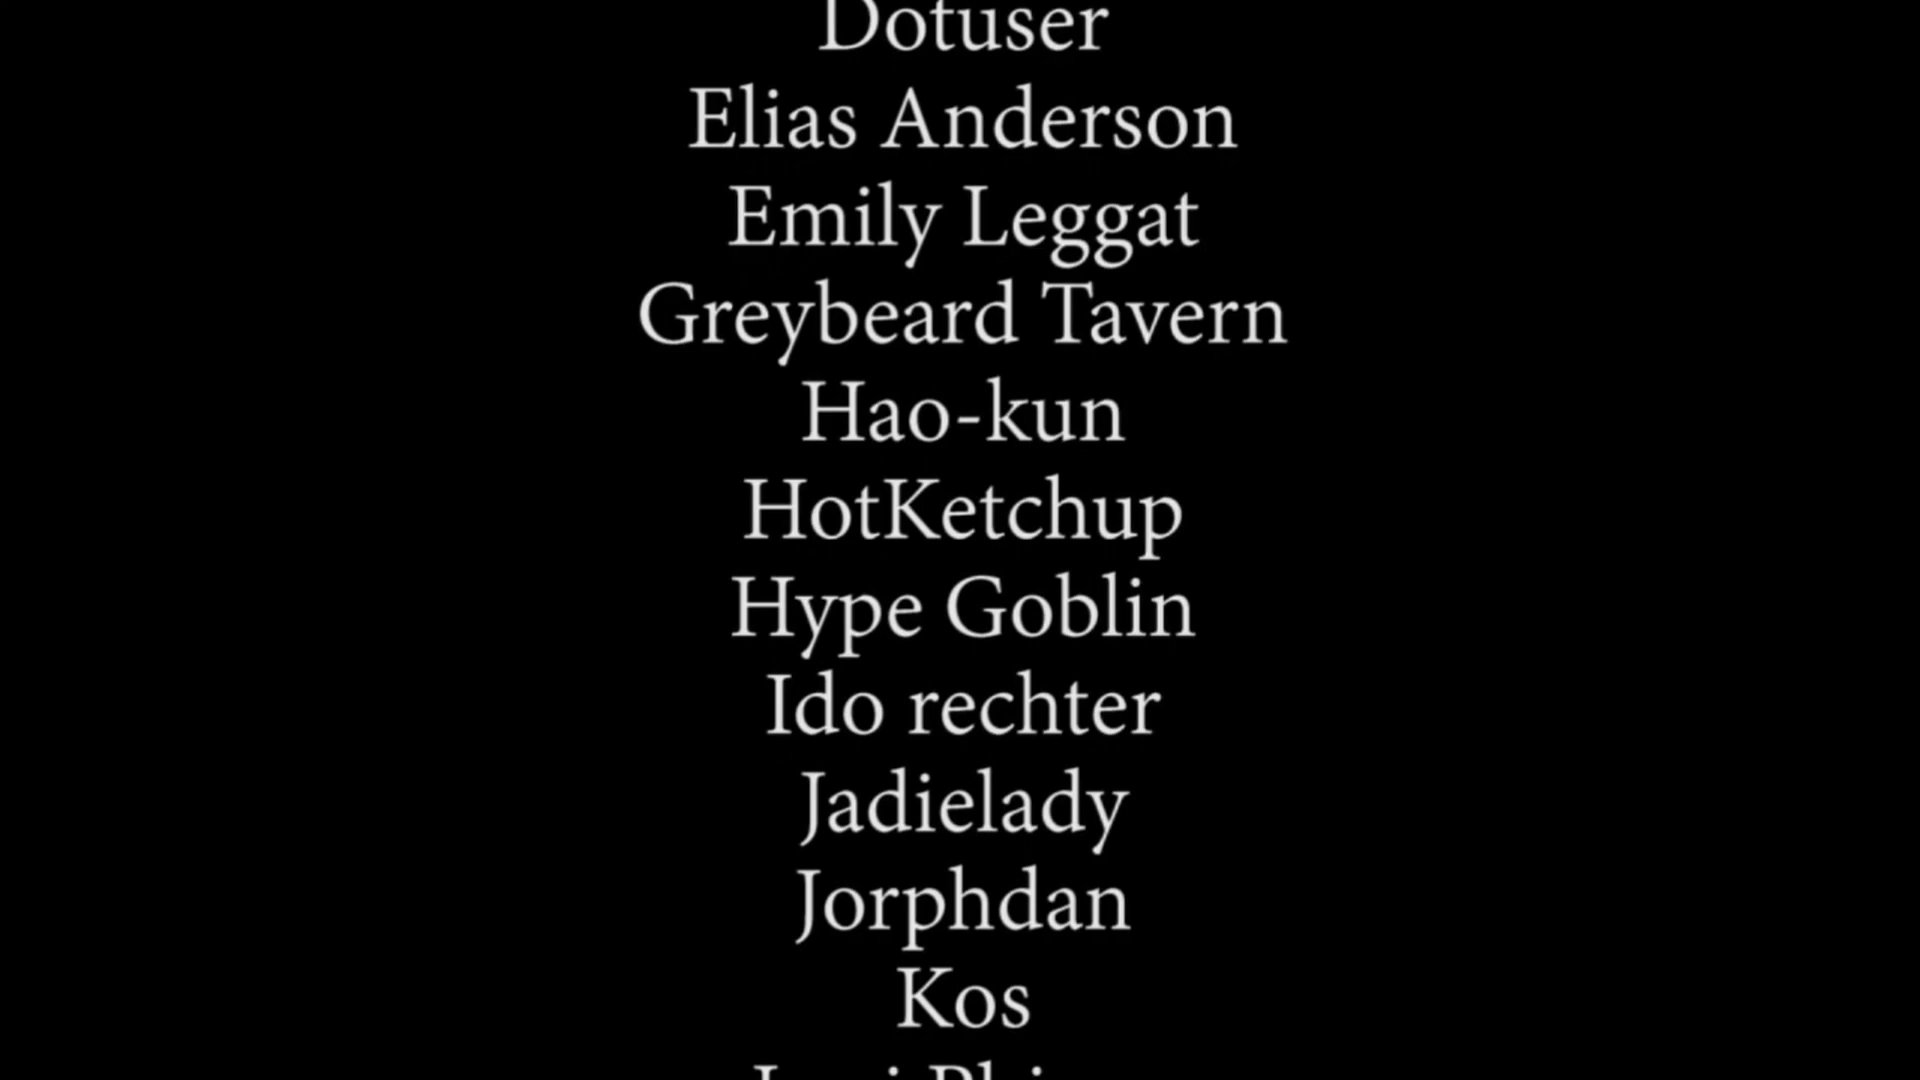 Dotuser
Elias Anderson
Emily Leggat
Greybeard Tavern
Hao-kun
HotKetchup
Hype Goblin
Ido rechter
Jadielady
Jorphdan
Kos